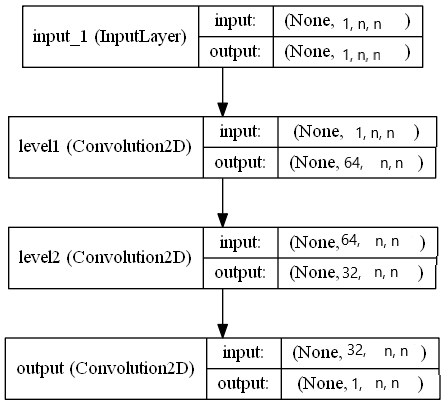 input_1 (InputLayer) input: (None, 1, n, n )
output: (None, 1, n, n )
level1 (Convolution2D) input: (None, 1, n, n )
output: (None, 64, n, n )
level2 (Convolution2D) input: (None, 64, n, n )
output: (None, 32, n, n )
output (Convolution2D) input: (None, 32, n, n )
output: (None, 1, n, n )